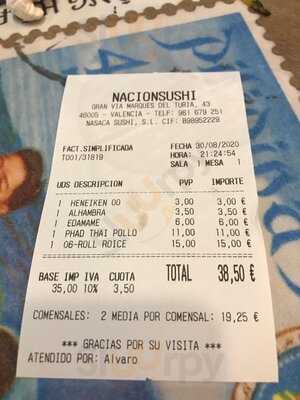 NACIONSUSHI
GRAN VIA MARQUES DEL TURIA, 43
46005 - VALENCIA - TELF: 961 679 251
NASACA SUSHI, S.L. CIF: B98952229
FACT.SIMPLIFICADA FECHA 30/08/2020
T001/31819 HORA: 21:24:54
SALA 1 MESA 1
UDS DESCRIPCION PVP IMPORTE
1 HENEIKEN 00 3,00 3,00 €
1 ALHAMBRA 3,50 3,50 €
1 EDAMAME 6,00 6,00 €
1 PHAD THAI POLLO 11,00 11,00 €
1 06-ROLL ROICE 15,00 15,00 €
BASE IMP IVA CUOTA TOTAL 38,50 €
35,00 10% 3,50
COMENSALES: 2 MEDIA POR COMENSAL: 19,25 €
*** GRACIAS POR SU VISITA ***
ATENDIDO POR: Alvaro